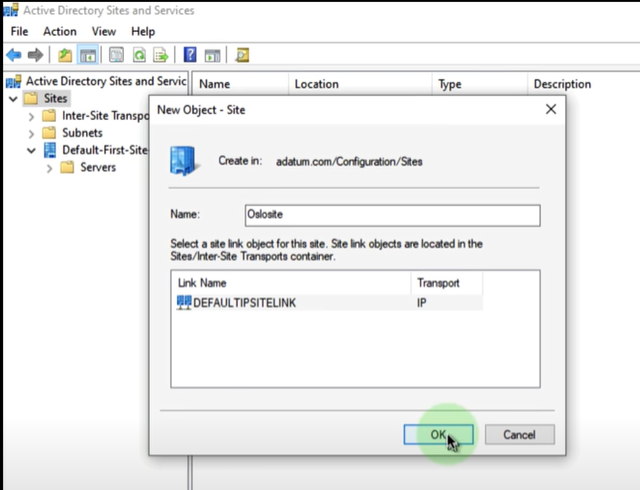 Active Directory Sites and Services
File Action View Help
Active Directory Sites and Servic
Name Location Type Description
Sites
Inter-Site Transpo
Subnets
Default-First-Site
Servers
New Object - Site
Create in: adatum.com/Configuration/Sites
Name: Oslosite
Select a site link object for this site. Site link objects are located in the
Sites/Inter-Site Transports container.
Link Name Transport
DEFAULTIPSITELINK IP
OK Cancel